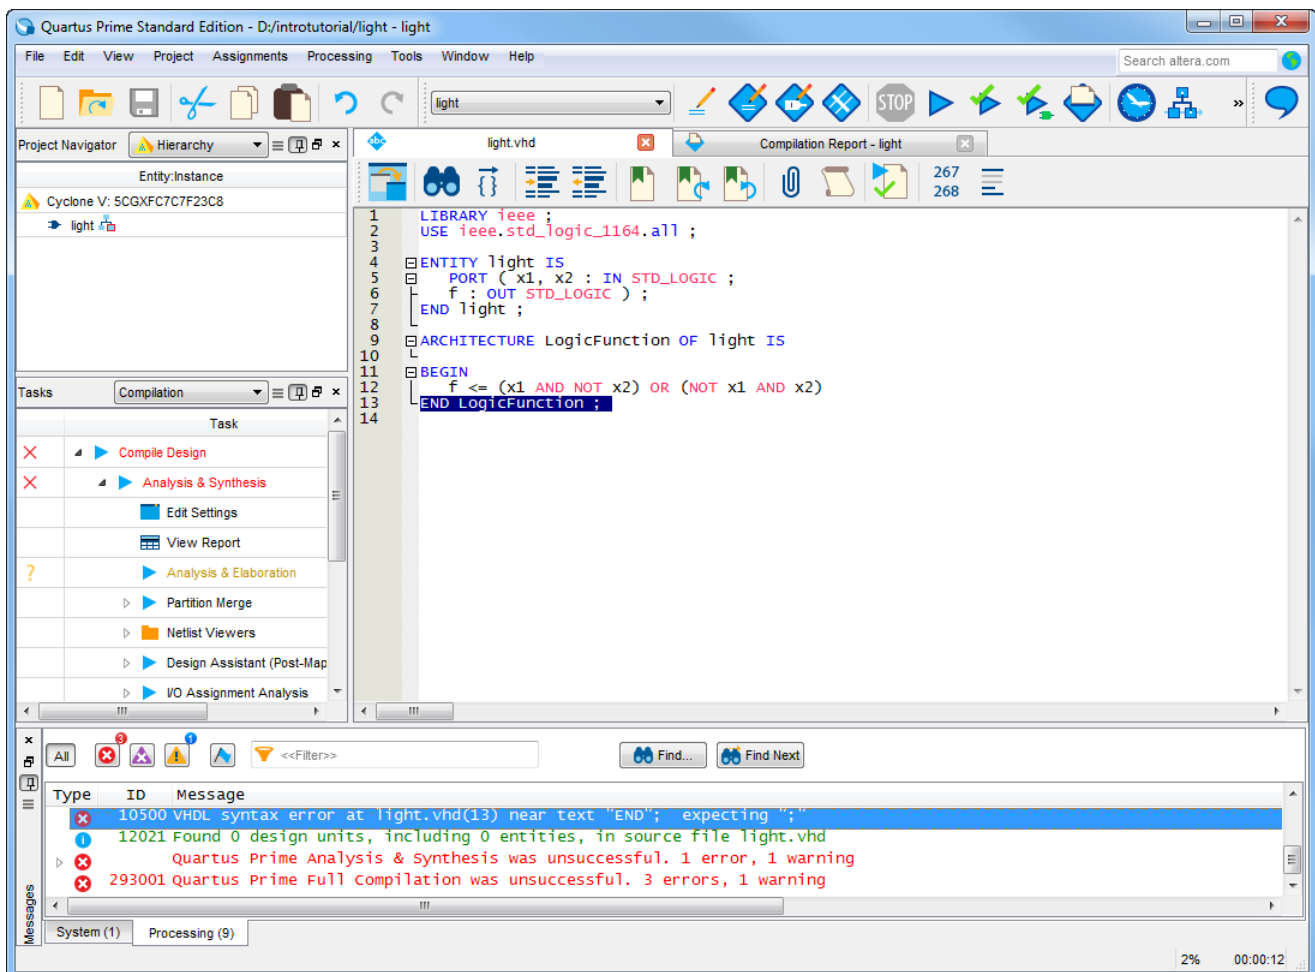 Quartus Prime Standard Edition - D:/introtutorial/light - light
File Edit View Project Assignments Processing Tools Window Help
Search altera.com
light
STOP
»
Project Navigator Hierarchy
Entity:Instance
Cyclone V: 5CGXFC7C7F23C8
light
abc light.vhd
Compilation Report - light
267
268
1 LIBRARY ieee ;
2 USE ieee.std_logic_1164.all ;
3
4 ENTITY light IS
5 PORT ( x1, x2 : IN STD_LOGIC ;
6 f : OUT STD_LOGIC ) ;
7 END light ;
8
9 ARCHITECTURE LogicFunction OF light IS
10
11 BEGIN
12 f <= (x1 AND NOT x2) OR (NOT x1 AND x2)
13 END LogicFunction ;
14
Tasks Compilation
Task
Compile Design
Analysis & Synthesis
Edit Settings
View Report
? Analysis & Elaboration
Partition Merge
Netlist Viewers
Design Assistant (Post-Map
I/O Assignment Analysis
All 3 1 <<Filter>> Find... Find Next
Type ID Message
10500 VHDL syntax error at light.vhd(13) near text "END"; expecting ";"
12021 Found 0 design units, including 0 entities, in source file light.vhd
Quartus Prime Analysis & Synthesis was unsuccessful. 1 error, 1 warning
293001 Quartus Prime Full Compilation was unsuccessful. 3 errors, 1 warning
Messages
System (1) Processing (9)
2% 00:00:12